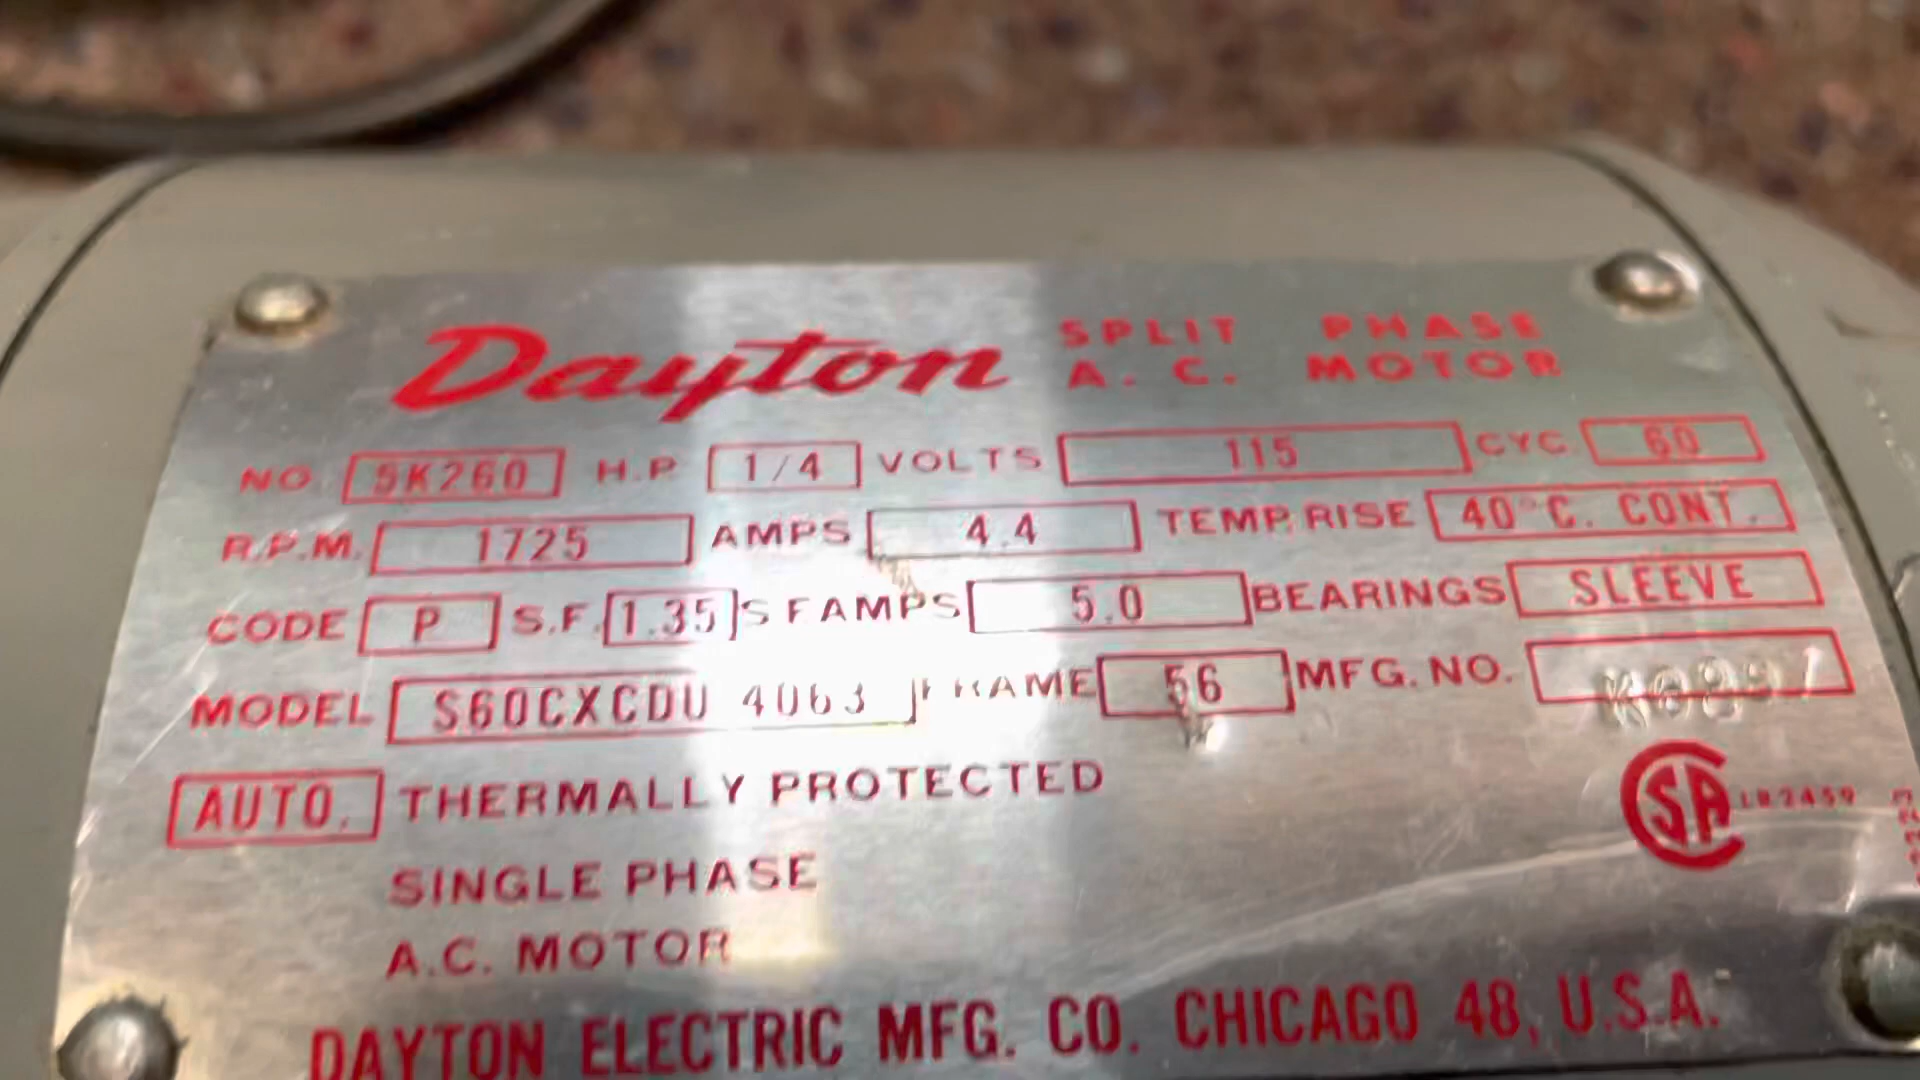 Dayton SPLIT PHASE
A.C. MOTOR
NO. 5K260 H.P. 1/4 VOLTS 115 CYC. 60
R.P.M. 1725 AMPS 4.4 TEMP. RISE 40°C. CONT.
CODE P S.F. 1.35 S F AMPS 5.0 BEARINGS SLEEVE
MODEL S60CXCDU 4063 FRAME 56 MFG. NO.
AUTO. THERMALLY PROTECTED
CSA LR2459
SINGLE PHASE
A.C. MOTOR
DAYTON ELECTRIC MFG. CO. CHICAGO 48, U.S.A.